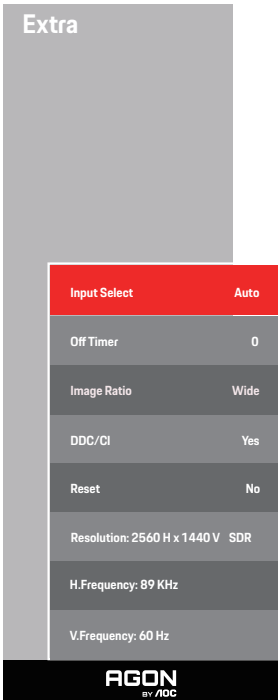 Extra
Input Select Auto
Off Timer 0
Image Ratio Wide
DDC/CI Yes
Reset No
Resolution: 2560 H x 1440 V SDR
H.Frequency: 89 KHz
V.Frequency: 60 Hz
AGON
BY AOC